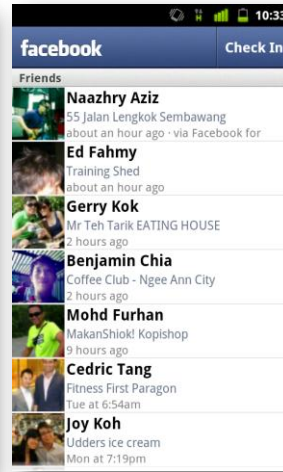 10:33
facebook
Check In
Friends
Naazhry Aziz
55 Jalan Lengkok Sembawang
about an hour ago · via Facebook for
Ed Fahmy
Training Shed
about an hour ago
Gerry Kok
Mr Teh Tarik EATING HOUSE
2 hours ago
Benjamin Chia
Coffee Club - Ngee Ann City
2 hours ago
Mohd Furhan
MakanShiok! Kopishop
9 hours ago
Cedric Tang
Fitness First Paragon
Tue at 6:54am
Joy Koh
Udders ice cream
Mon at 7:19pm